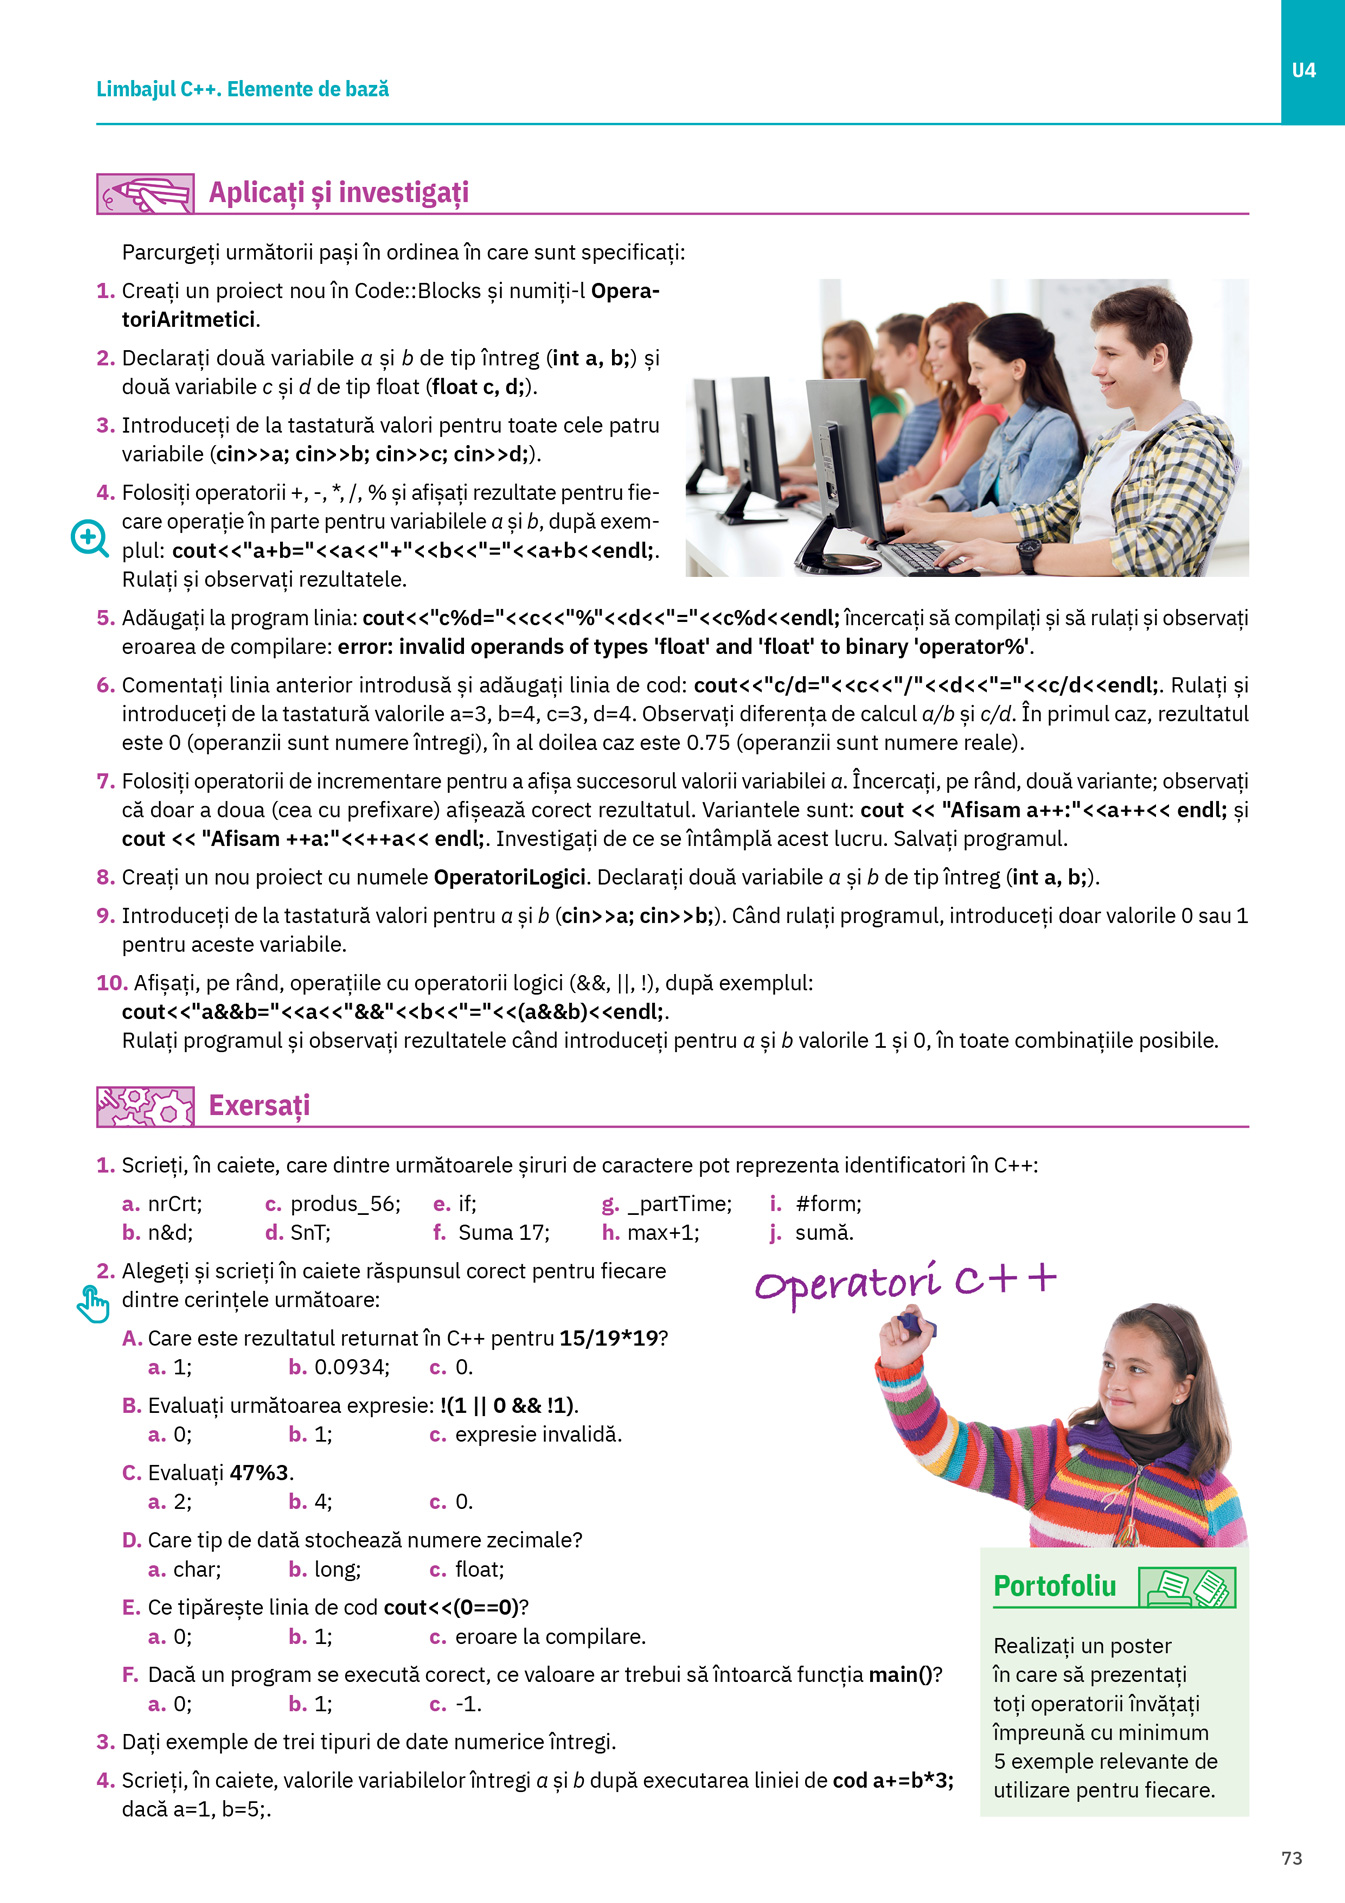 U4
Limbajul C++. Elemente de bază
Aplicați și investigați
Parcurgeți următorii pași în ordinea în care sunt specificați:
1. Creați un proiect nou în Code::Blocks și numiți-l Opera-
toriAritmetici.
2. Declarați două variabile a și b de tip întreg (int a, b;) și
două variabile c și d de tip float (float c, d;).
3. Introduceți de la tastatură valori pentru toate cele patru
variabile (cin>>a; cin>>b; cin>>c; cin>>d;).
4. Folosiți operatorii +, -, *, /, % și afișați rezultate pentru fie-
care operație în parte pentru variabilele a și b, după exem-
plul: cout<<"a+b="<<a<<"+"<<b<<"="<<a+b<<endl;.
Rulați și observați rezultatele.
5. Adăugați la program linia: cout<<"c%d="<<c<<"%"<<d<<"="<<c%d<<endl; încercați să compilați și să rulați și observați
eroarea de compilare: error: invalid operands of types 'float' and 'float' to binary 'operator%'.
6. Comentați linia anterior introdusă și adăugați linia de cod: cout<<"c/d="<<c<<"/"<<d<<"="<<c/d<<endl;. Rulați și
introduceți de la tastatură valorile a=3, b=4, c=3, d=4. Observați diferența de calcul a/b și c/d. În primul caz, rezultatul
este 0 (operanzii sunt numere întregi), în al doilea caz este 0.75 (operanzii sunt numere reale).
7. Folosiți operatorii de incrementare pentru a afișa succesorul valorii variabilei a. Încercați, pe rând, două variante; observați
că doar a doua (cea cu prefixare) afișează corect rezultatul. Variantele sunt: cout << "Afisam a++:"<<a++<< endl; și
cout << "Afisam ++a:"<<++a<< endl;. Investigați de ce se întâmplă acest lucru. Salvați programul.
8. Creați un nou proiect cu numele OperatoriLogici. Declarați două variabile a și b de tip întreg (int a, b;).
9. Introduceți de la tastatură valori pentru a și b (cin>>a; cin>>b;). Când rulați programul, introduceți doar valorile 0 sau 1
pentru aceste variabile.
10. Afișați, pe rând, operațiile cu operatorii logici (&&, ||, !), după exemplul:
cout<<"a&&b="<<a<<"&&"<<b<<"="<<(a&&b)<<endl;.
Rulați programul și observați rezultatele când introduceți pentru a și b valorile 1 și 0, în toate combinațiile posibile.
Exersați
1. Scrieți, în caiete, care dintre următoarele șiruri de caractere pot reprezenta identificatori în C++:
a. nrCrt; c. produs_56; e. if; g. _partTime; i. #form;
b. n&d; d. SnT; f. Suma 17; h. max+1; j. sumă.
2. Alegeți și scrieți în caiete răspunsul corect pentru fiecare
dintre cerințele următoare:
A. Care este rezultatul returnat în C++ pentru 15/19*19?
a. 1; b. 0.0934; c. 0.
B. Evaluați următoarea expresie: !(1 || 0 && !1).
a. 0; b. 1; c. expresie invalidă.
C. Evaluați 47%3.
a. 2; b. 4; c. 0.
D. Care tip de dată stochează numere zecimale?
a. char; b. long; c. float;
E. Ce tipărește linia de cod cout<<(0==0)?
a. 0; b. 1; c. eroare la compilare.
F. Dacă un program se execută corect, ce valoare ar trebui să întoarcă funcția main()?
a. 0; b. 1; c. -1.
3. Dați exemple de trei tipuri de date numerice întregi.
4. Scrieți, în caiete, valorile variabilelor întregi a și b după executarea liniei de cod a+=b*3;
dacă a=1, b=5;.
Operatori C++
Portofoliu
Realizați un poster
în care să prezentați
toți operatorii învățați
împreună cu minimum
5 exemple relevante de
utilizare pentru fiecare.
73